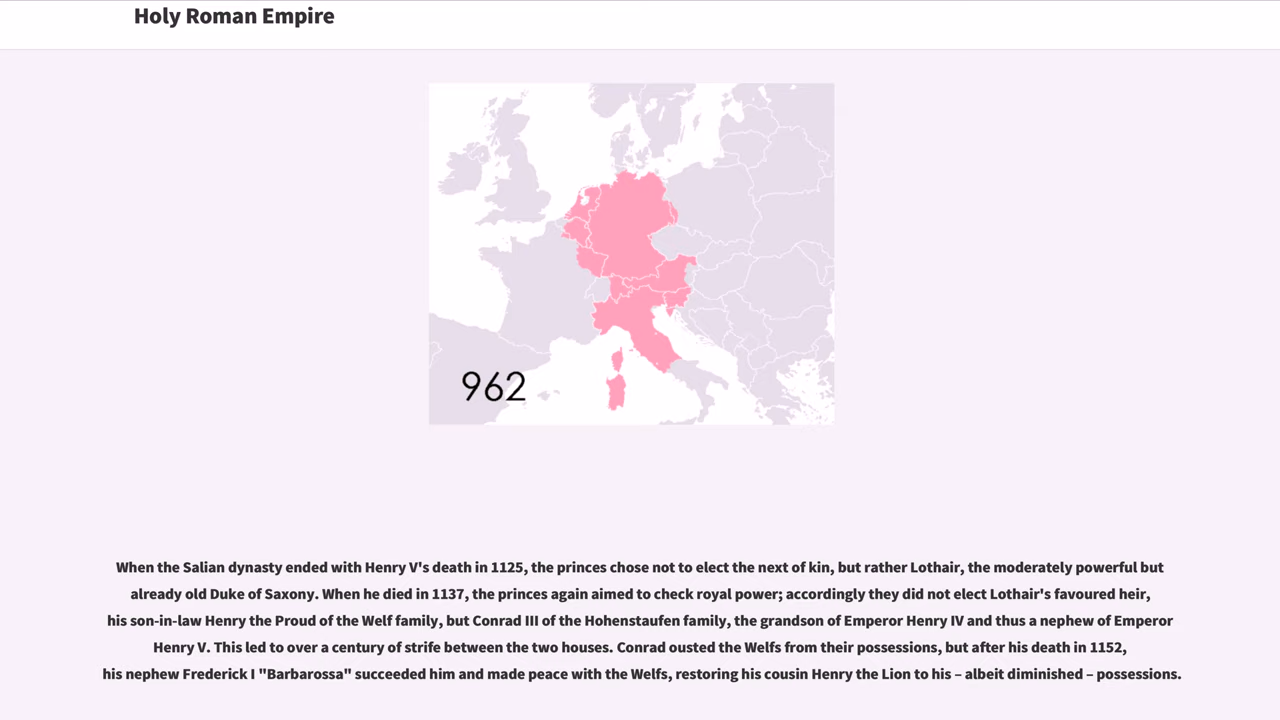 Holy Roman Empire
962
When the Salian dynasty ended with Henry V's death in 1125, the princes chose not to elect the next of kin, but rather Lothair, the moderately powerful but
already old Duke of Saxony. When he died in 1137, the princes again aimed to check royal power; accordingly they did not elect Lothair's favoured heir,
his son-in-law Henry the Proud of the Welf family, but Conrad III of the Hohenstaufen family, the grandson of Emperor Henry IV and thus a nephew of Emperor
Henry V. This led to over a century of strife between the two houses. Conrad ousted the Welfs from their possessions, but after his death in 1152,
his nephew Frederick I "Barbarossa" succeeded him and made peace with the Welfs, restoring his cousin Henry the Lion to his – albeit diminished – possessions.